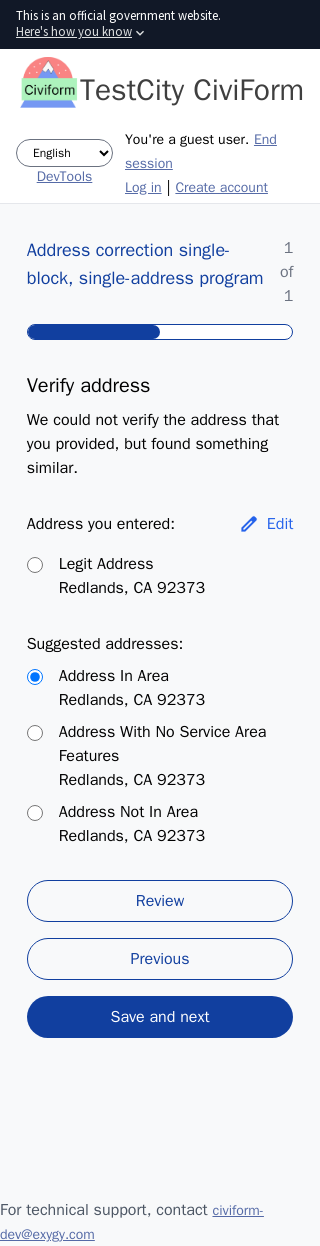 This is an official government website.
Here's how you know
Civiform
TestCity CiviForm
English
DevTools
You're a guest user. End
session
Log in | Create account
Address correction single-
block, single-address program
1
of
1
Verify address
We could not verify the address that
you provided, but found something
similar.
Address you entered:
Edit
Legit Address
Redlands, CA 92373
Suggested addresses:
Address In Area
Redlands, CA 92373
Address With No Service Area
Features
Redlands, CA 92373
Address Not In Area
Redlands, CA 92373
Review
Previous
Save and next
For technical support, contact civiform-
dev@exygy.com